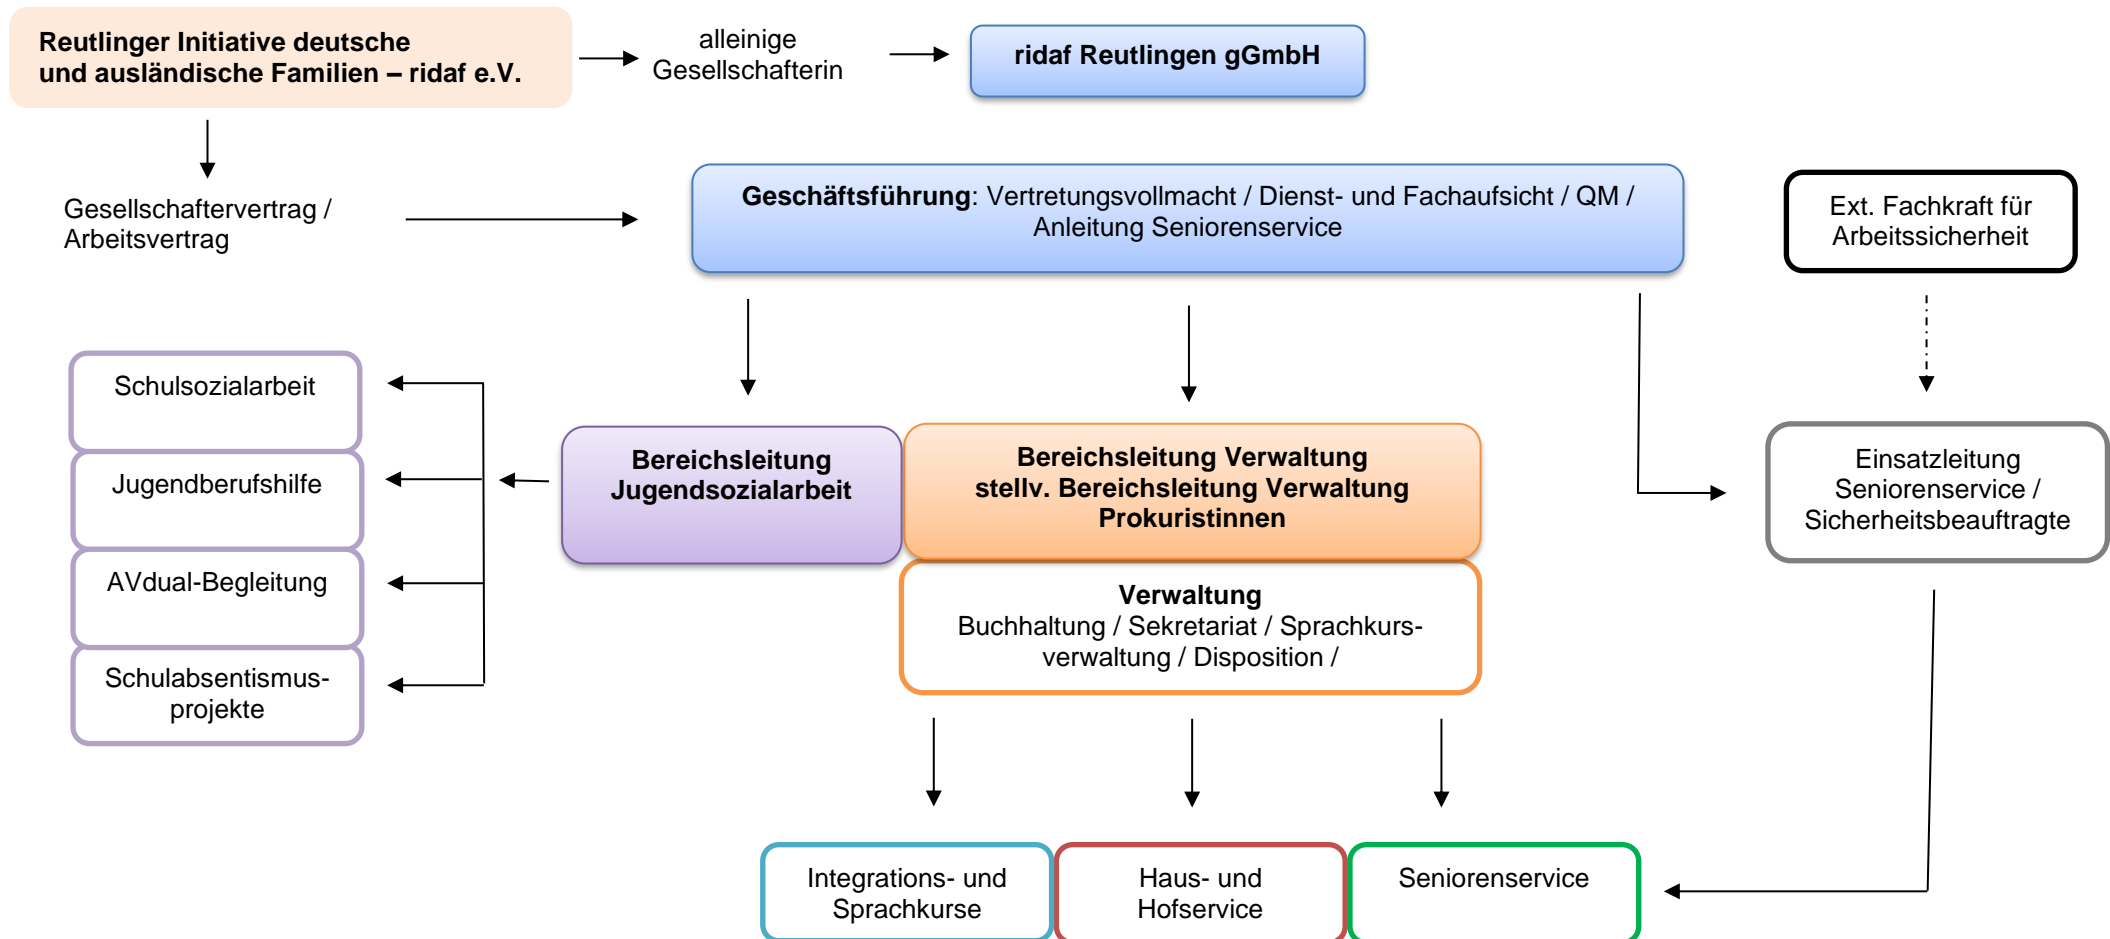 Reutlinger Initiative deutsche
und ausländische Familien – ridaf e.V.
alleinige
Gesellschafterin
ridaf Reutlingen gGmbH
Gesellschaftervertrag /
Arbeitsvertrag
Geschäftsführung: Vertretungsvollmacht / Dienst- und Fachaufsicht / QM /
Anleitung Seniorenservice
Ext. Fachkraft für
Arbeitssicherheit
Schulsozialarbeit
Jugendberufshilfe
AVdual-Begleitung
Schulabsentismus-
projekte
Bereichsleitung
Jugendsozialarbeit
Bereichsleitung Verwaltung
stellv. Bereichsleitung Verwaltung
Prokuristinnen
Verwaltung
Buchhaltung / Sekretariat / Sprachkurs-
verwaltung / Disposition /
Einsatzleitung
Seniorenservice /
Sicherheitsbeauftragte
Integrations- und
Sprachkurse
Haus- und
Hofservice
Seniorenservice